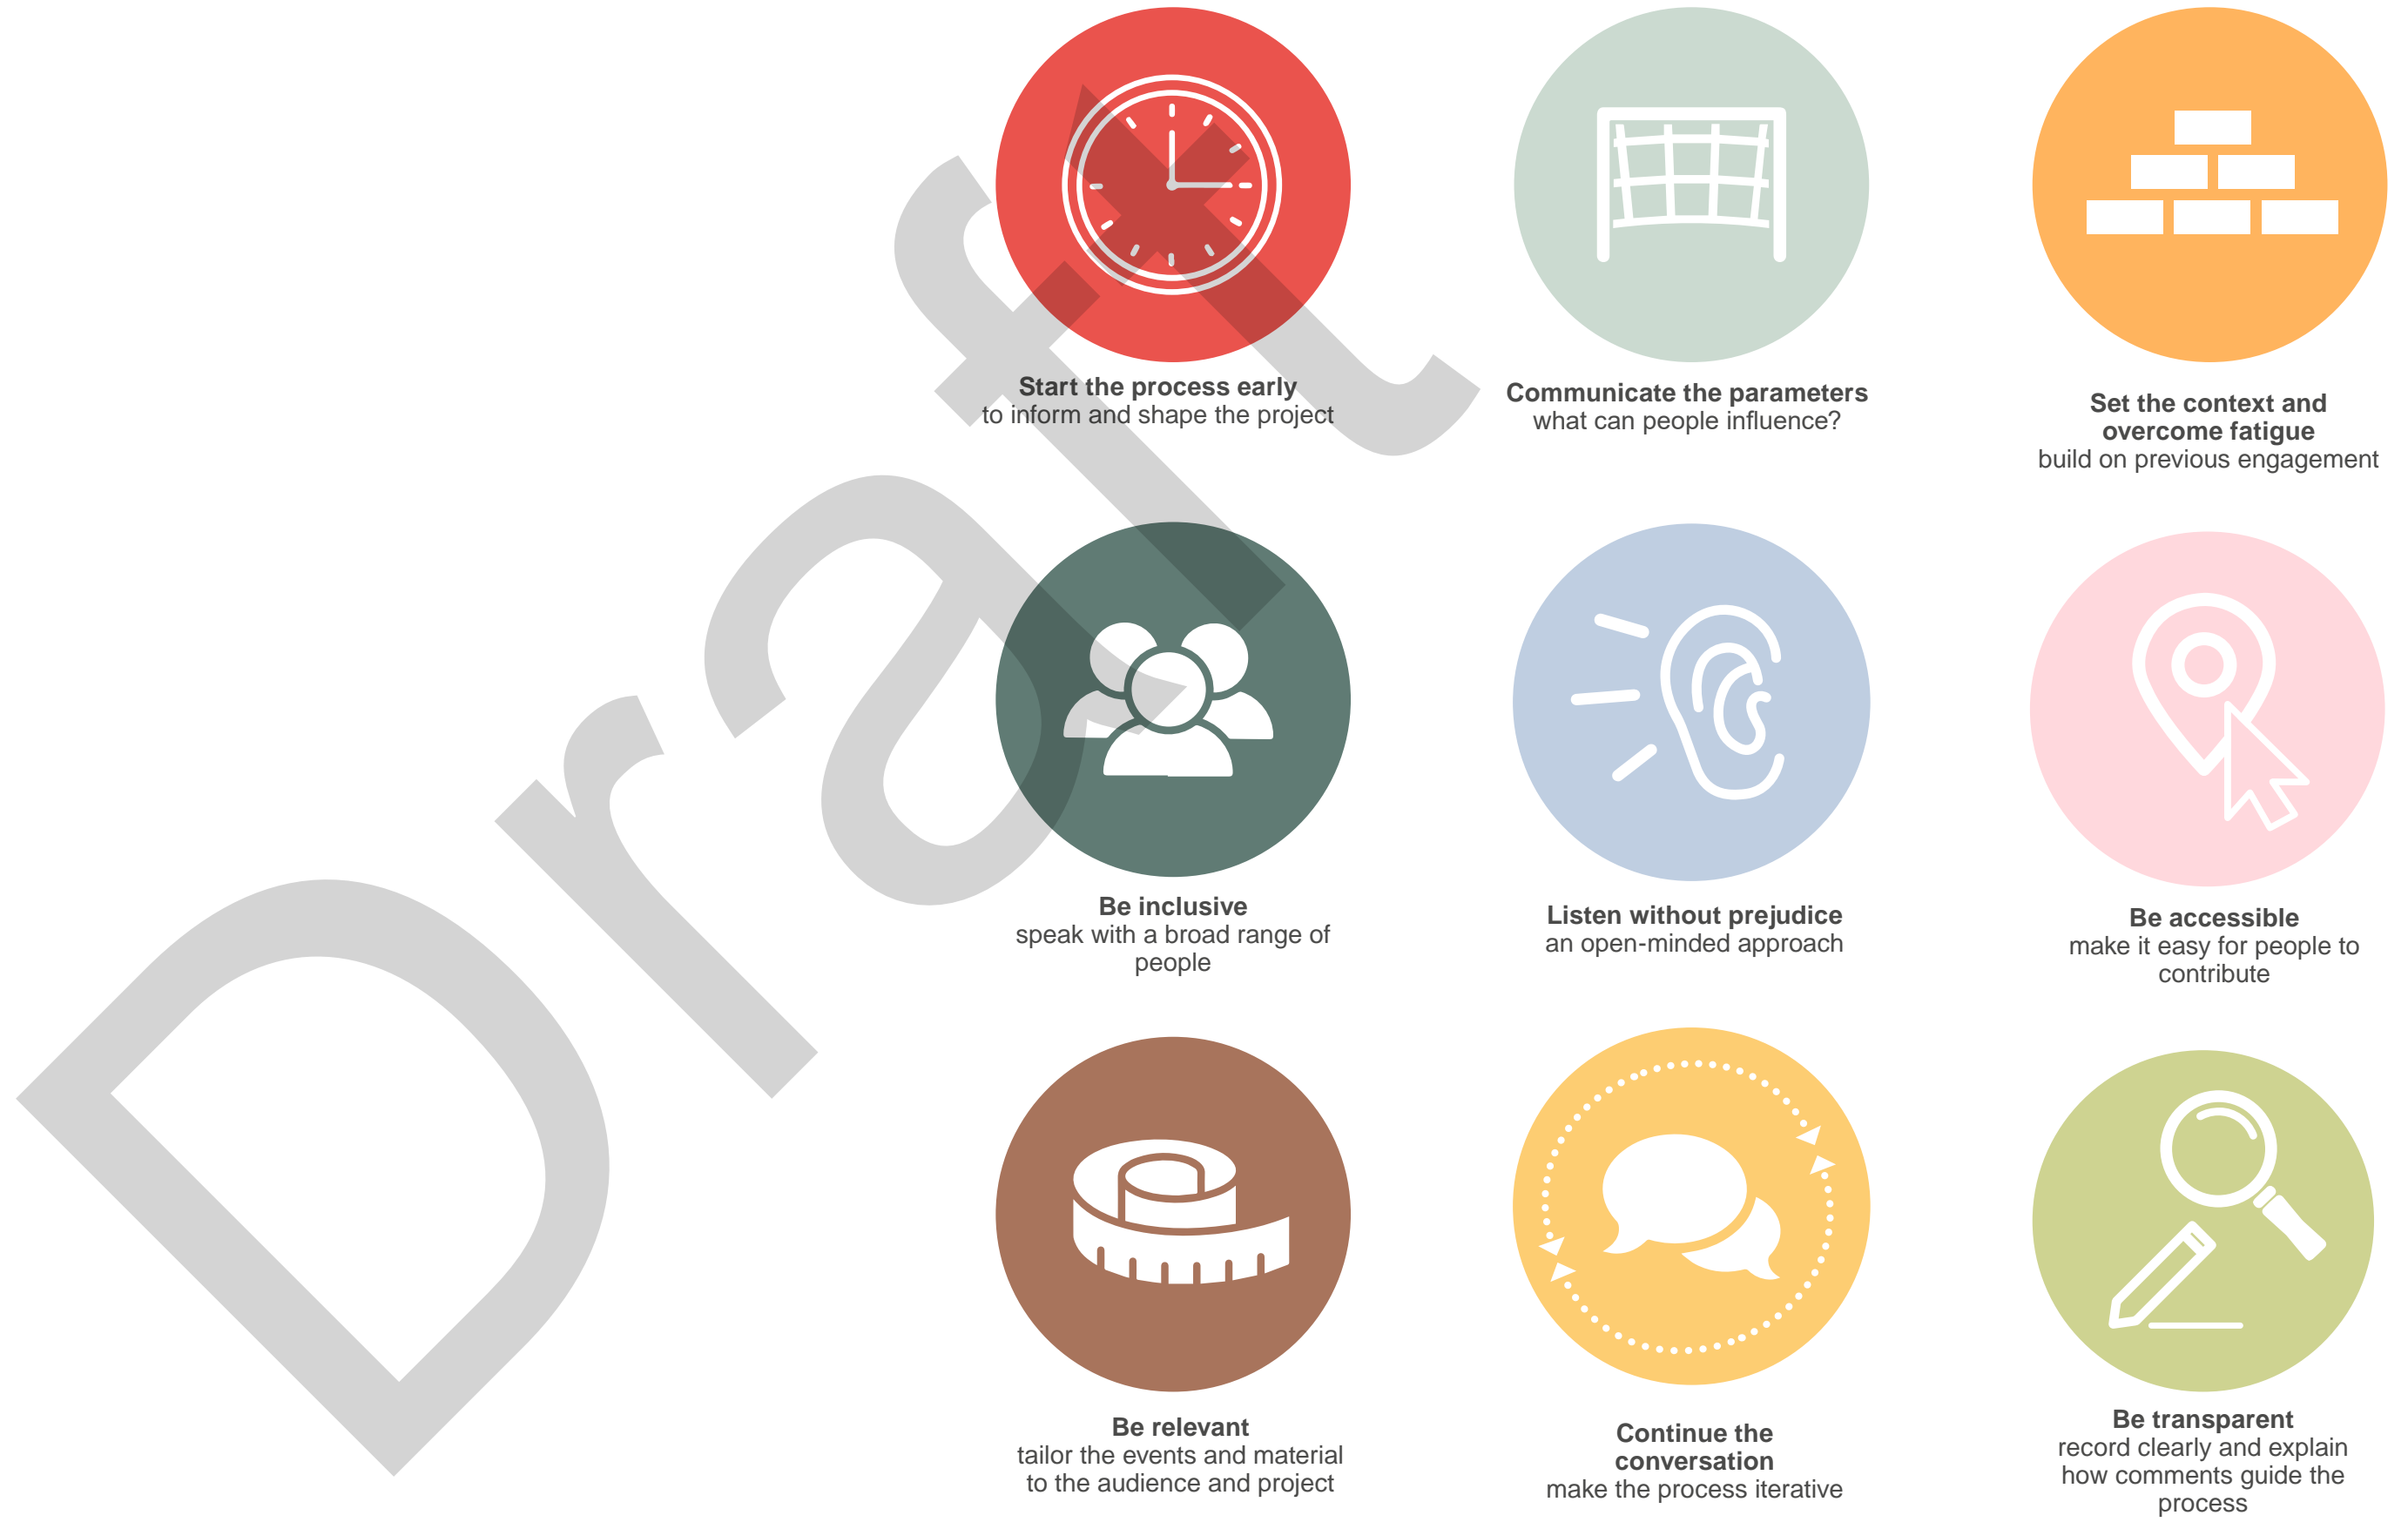 Draft
Start the process early
to inform and shape the project
Communicate the parameters
what can people influence?
Set the context and
overcome fatigue
build on previous engagement
Be inclusive
speak with a broad range of
people
Listen without prejudice
an open-minded approach
Be accessible
make it easy for people to
contribute
Be relevant
tailor the events and material
to the audience and project
Continue the
conversation
make the process iterative
Be transparent
record clearly and explain
how comments guide the
process